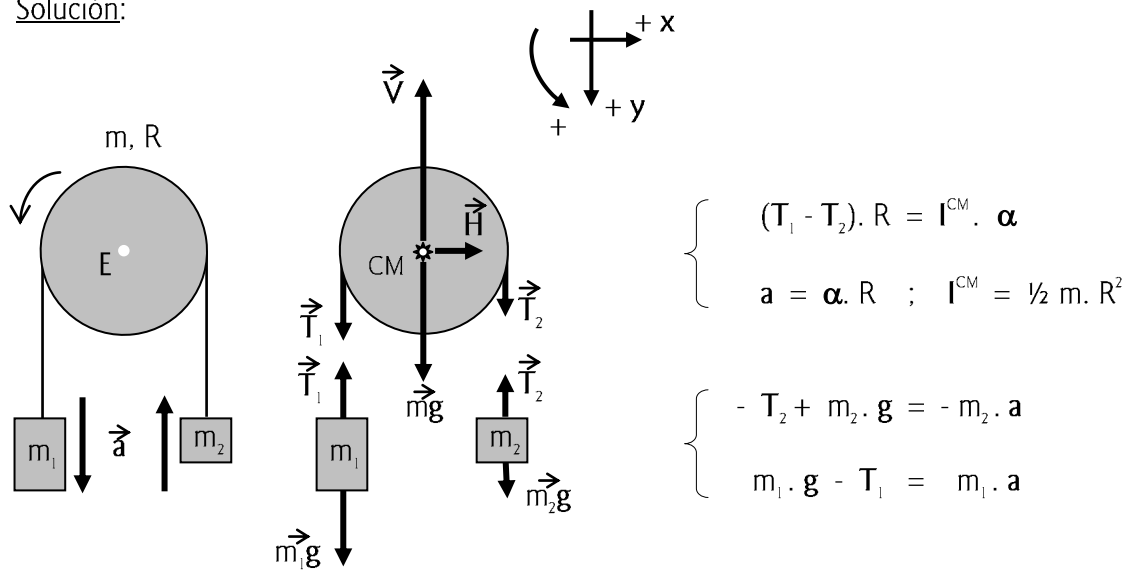 Solución:
+ x
+ y
+
m, R
E
m₁
a
m₂
V
H
CM
T₁
T₂
mg
T₁
T₂
m₁
m₂
m₂g
m₁g
(T₁ - T₂). R = Iᶜᴹ. α
a = α. R ; Iᶜᴹ = ½ m. R²
- T₂ + m₂. g = - m₂. a
m₁. g - T₁ = m₁. a